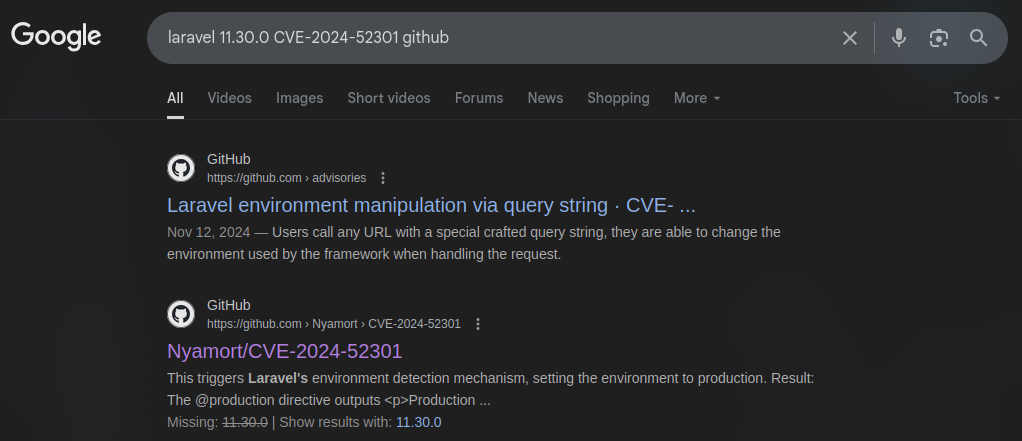 Google
laravel 11.30.0 CVE-2024-52301 github
All Videos Images Short videos Forums News Shopping More Tools
GitHub
https://github.com › advisories
Laravel environment manipulation via query string · CVE- ...
Nov 12, 2024 — Users call any URL with a special crafted query string, they are able to change the
environment used by the framework when handling the request.
GitHub
https://github.com › Nyamort › CVE-2024-52301
Nyamort/CVE-2024-52301
This triggers Laravel's environment detection mechanism, setting the environment to production. Result:
The @production directive outputs <p>Production ...
Missing: 11.30.0 | Show results with: 11.30.0